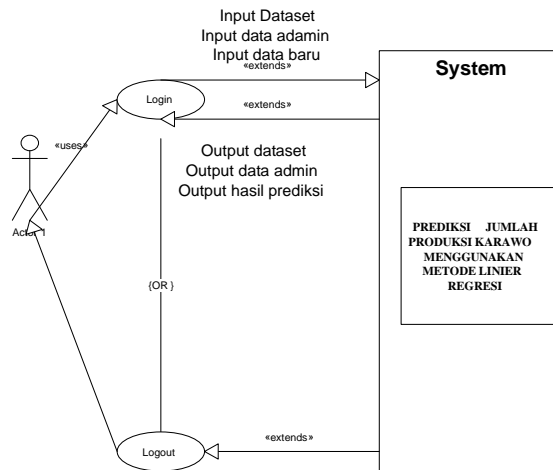 Input Dataset
Input data adamin
Input data baru
«extends»
System
Login
«extends»
«uses»
Output dataset
Output data admin
Output hasil prediksi
PREDIKSI JUMLAH
PRODUKSI KARAWO
MENGGUNAKAN
METODE LINIER
REGRESI
{OR }
«extends»
Logout